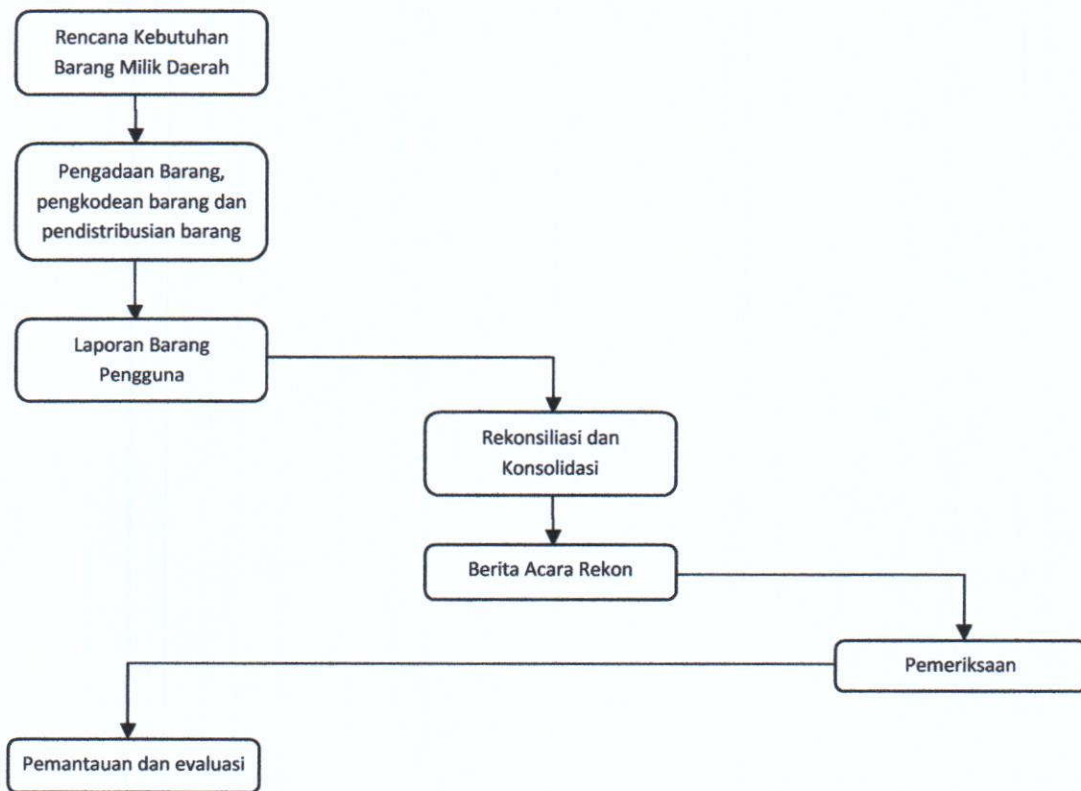 Rencana Kebutuhan
Barang Milik Daerah
Pengadaan Barang,
pengkodean barang dan
pendistribusian barang
Laporan Barang
Pengguna
Rekonsiliasi dan
Konsolidasi
Berita Acara Rekon
Pemeriksaan
Pemantauan dan evaluasi